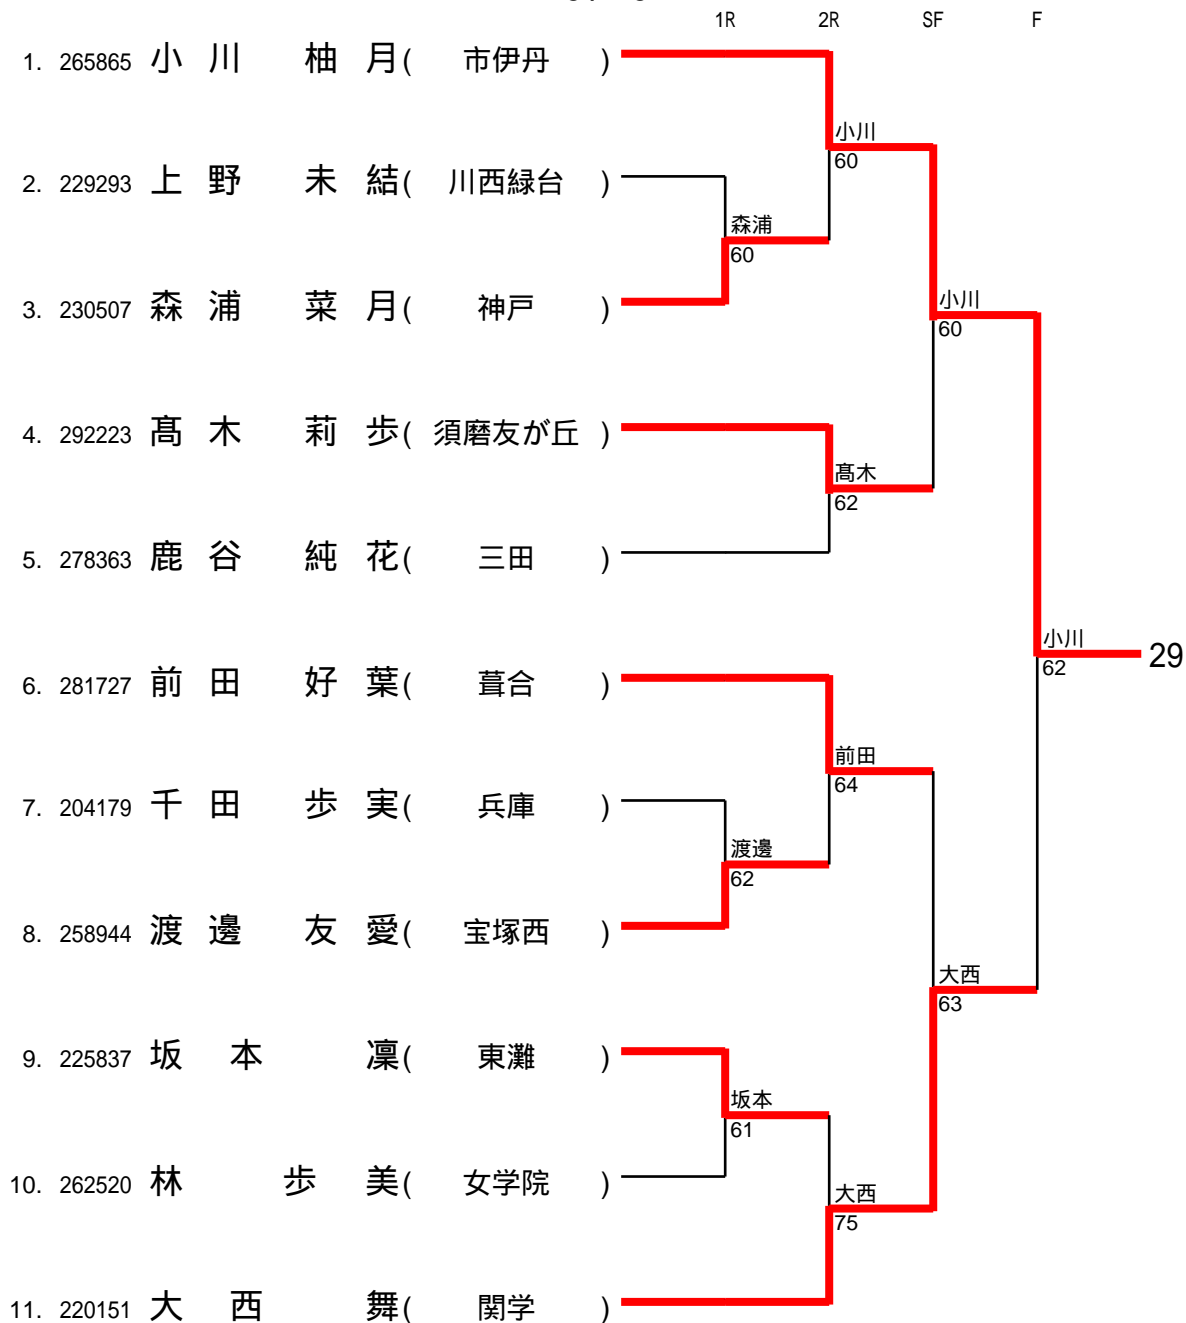 1R 2R SF F
1. 265865 小川 柚月( 市伊丹 )
小川
60
2. 229293 上野 未結( 川西緑台 )
森浦
60
3. 230507 森浦 菜月( 神戸 )
小川
60
4. 292223 髙木 莉歩( 須磨友が丘 )
髙木
62
5. 278363 鹿谷 純花( 三田 )
小川
62
29
6. 281727 前田 好葉( 葺合 )
前田
64
7. 204179 千田 歩実( 兵庫 )
渡邊
62
8. 258944 渡邊 友愛( 宝塚西 )
大西
63
9. 225837 坂本 凜( 東灘 )
坂本
61
10. 262520 林 歩美( 女学院 )
大西
75
11. 220151 大西 舞( 関学 )